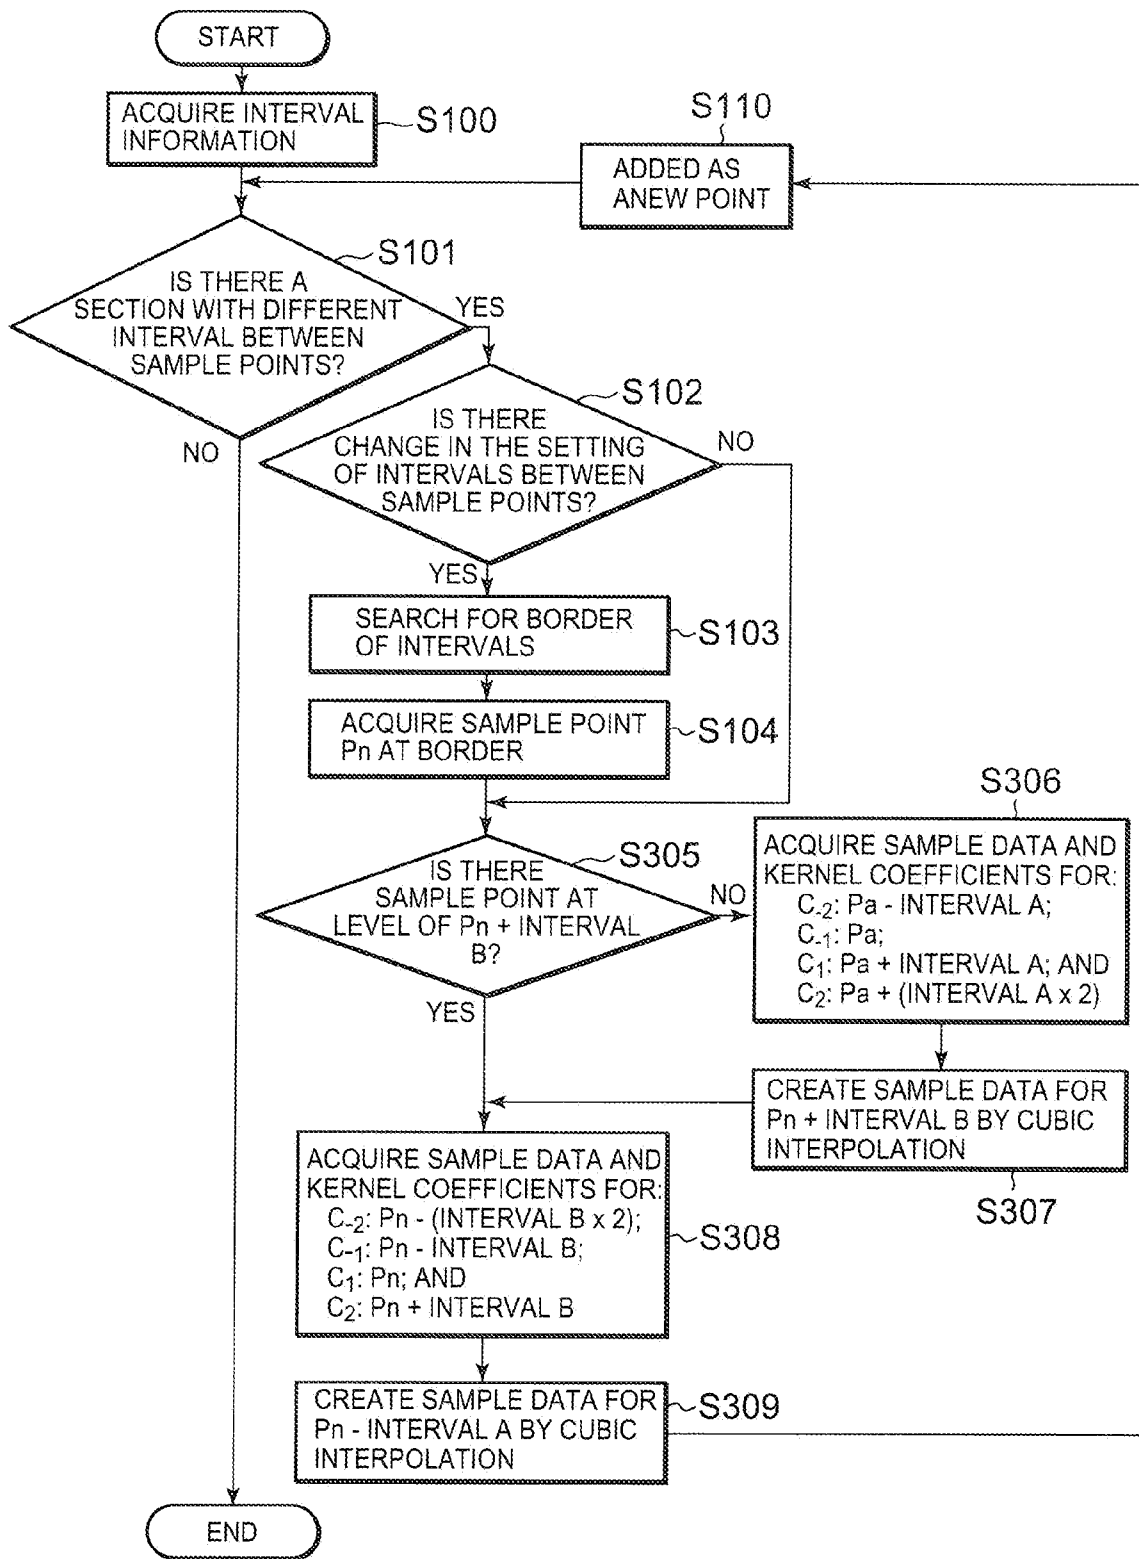 START
ACQUIRE INTERVAL
INFORMATION
S100
S110
ADDED AS
ANEW POINT
S101
IS THERE A
SECTION WITH DIFFERENT
INTERVAL BETWEEN
SAMPLE POINTS?
YES
NO
S102
IS THERE
CHANGE IN THE SETTING
OF INTERVALS BETWEEN
SAMPLE POINTS?
NO
YES
SEARCH FOR BORDER
OF INTERVALS
S103
ACQUIRE SAMPLE POINT
Pn AT BORDER
S104
S305
IS THERE
SAMPLE POINT AT
LEVEL OF Pn + INTERVAL
B?
NO
YES
S306
ACQUIRE SAMPLE DATA AND
KERNEL COEFFICIENTS FOR:
C-2: Pa - INTERVAL A;
C-1: Pa;
C1: Pa + INTERVAL A; AND
C2: Pa + (INTERVAL A x 2)
CREATE SAMPLE DATA FOR
Pn + INTERVAL B BY CUBIC
INTERPOLATION
S307
ACQUIRE SAMPLE DATA AND
KERNEL COEFFICIENTS FOR:
C-2: Pn - (INTERVAL B x 2);
C-1: Pn - INTERVAL B;
C1: Pn; AND
C2: Pn + INTERVAL B
S308
CREATE SAMPLE DATA FOR
Pn - INTERVAL A BY CUBIC
INTERPOLATION
S309
END